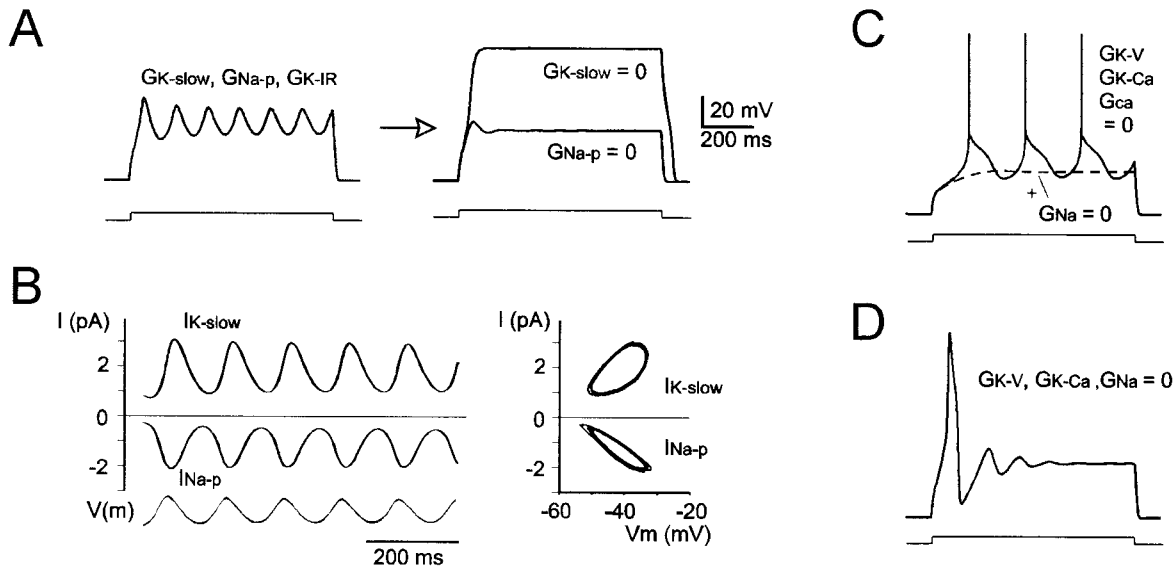 A
GK-slow, GNa-p, GK-IR
GK-slow = 0
GNa-p = 0
20 mV
200 ms
B
I (pA)
IK-slow
2
0
-2
INa-p
V(m)
200 ms
I (pA)
2
0
-2
IK-slow
INa-p
-60 -40 -20
Vm (mV)
C
GK-V
GK-Ca
Gca
= 0
+
GNa = 0
D
GK-V, GK-Ca ,GNa = 0